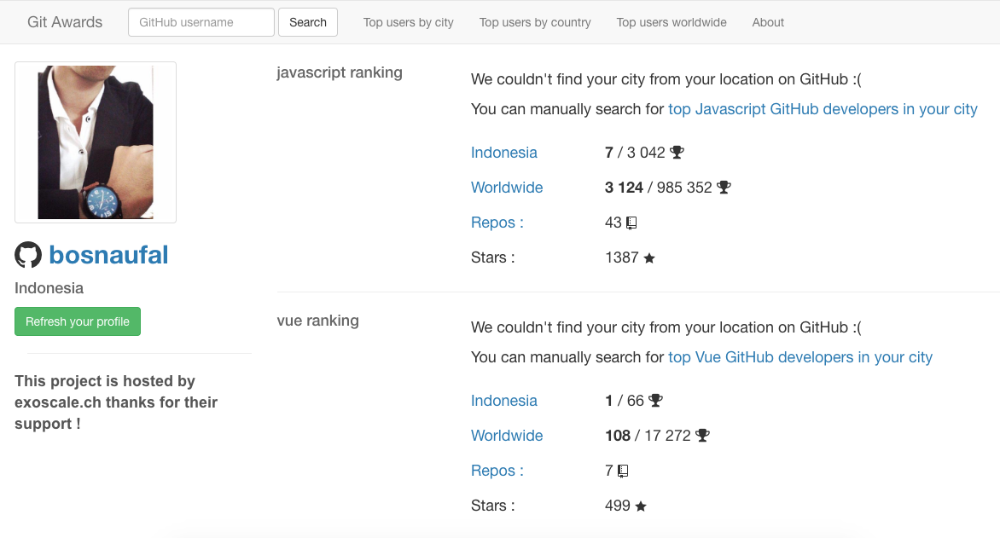 Git Awards
GitHub username
Search
Top users by city
Top users by country
Top users worldwide
About
bosnaufal
Indonesia
Refresh your profile
This project is hosted by
exoscale.ch thanks for their
support !
javascript ranking
We couldn't find your city from your location on GitHub :(
You can manually search for top Javascript GitHub developers in your city
Indonesia 7 / 3 042
Worldwide 3 124 / 985 352
Repos : 43
Stars : 1387
vue ranking
We couldn't find your city from your location on GitHub :(
You can manually search for top Vue GitHub developers in your city
Indonesia 1 / 66
Worldwide 108 / 17 272
Repos : 7
Stars : 499